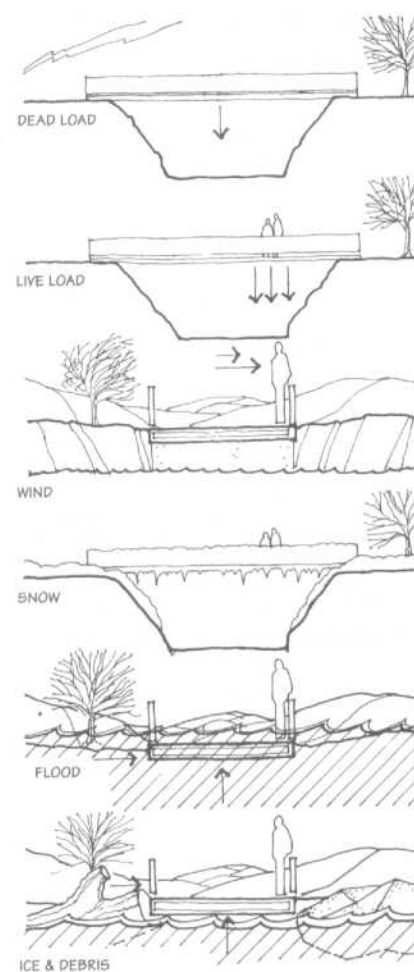 DEAD LOAD
LIVE LOAD
WIND
SNOW
FLOOD
ICE & DEBRIS